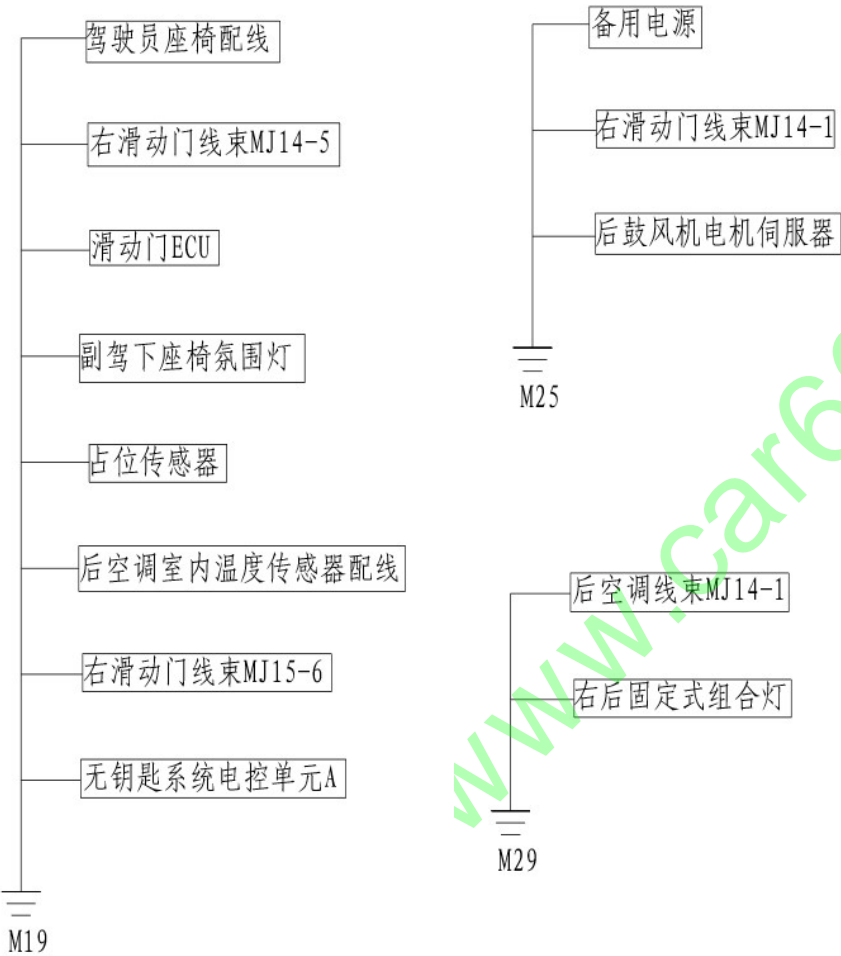 驾驶员座椅配线
右滑动门线束MJ14-5
滑动门ECU
副驾下座椅氛围灯
占位传感器
后空调室内温度传感器配线
右滑动门线束MJ15-6
无钥匙系统电控单元A
M19
备用电源
右滑动门线束MJ14-1
后鼓风机电机伺服器
M25
后空调线束MJ14-1
右后固定式组合灯
M29
www.car6